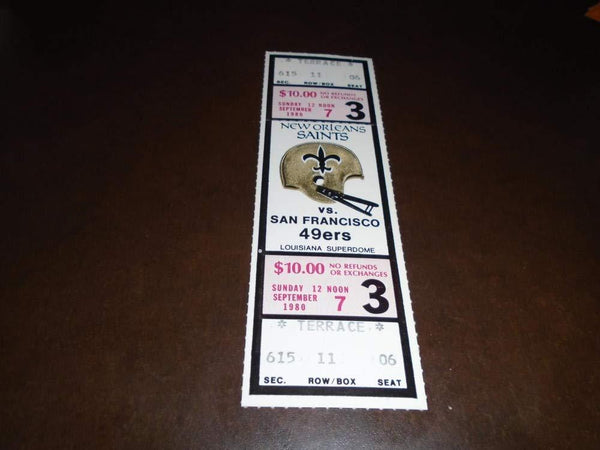 * TERRACE *
615 11 06
SEC. ROW/BOX SEAT
$10.00 NO REFUNDS OR EXCHANGES
SUNDAY 12 NOON
SEPTEMBER 7
1980
3
NEW ORLEANS
SAINTS
vs.
SAN FRANCISCO
49ers
LOUISIANA SUPERDOME
$10.00 NO REFUNDS OR EXCHANGES
SUNDAY 12 NOON
SEPTEMBER 7
1980
3
* TERRACE *
615 11 06
SEC. ROW/BOX SEAT